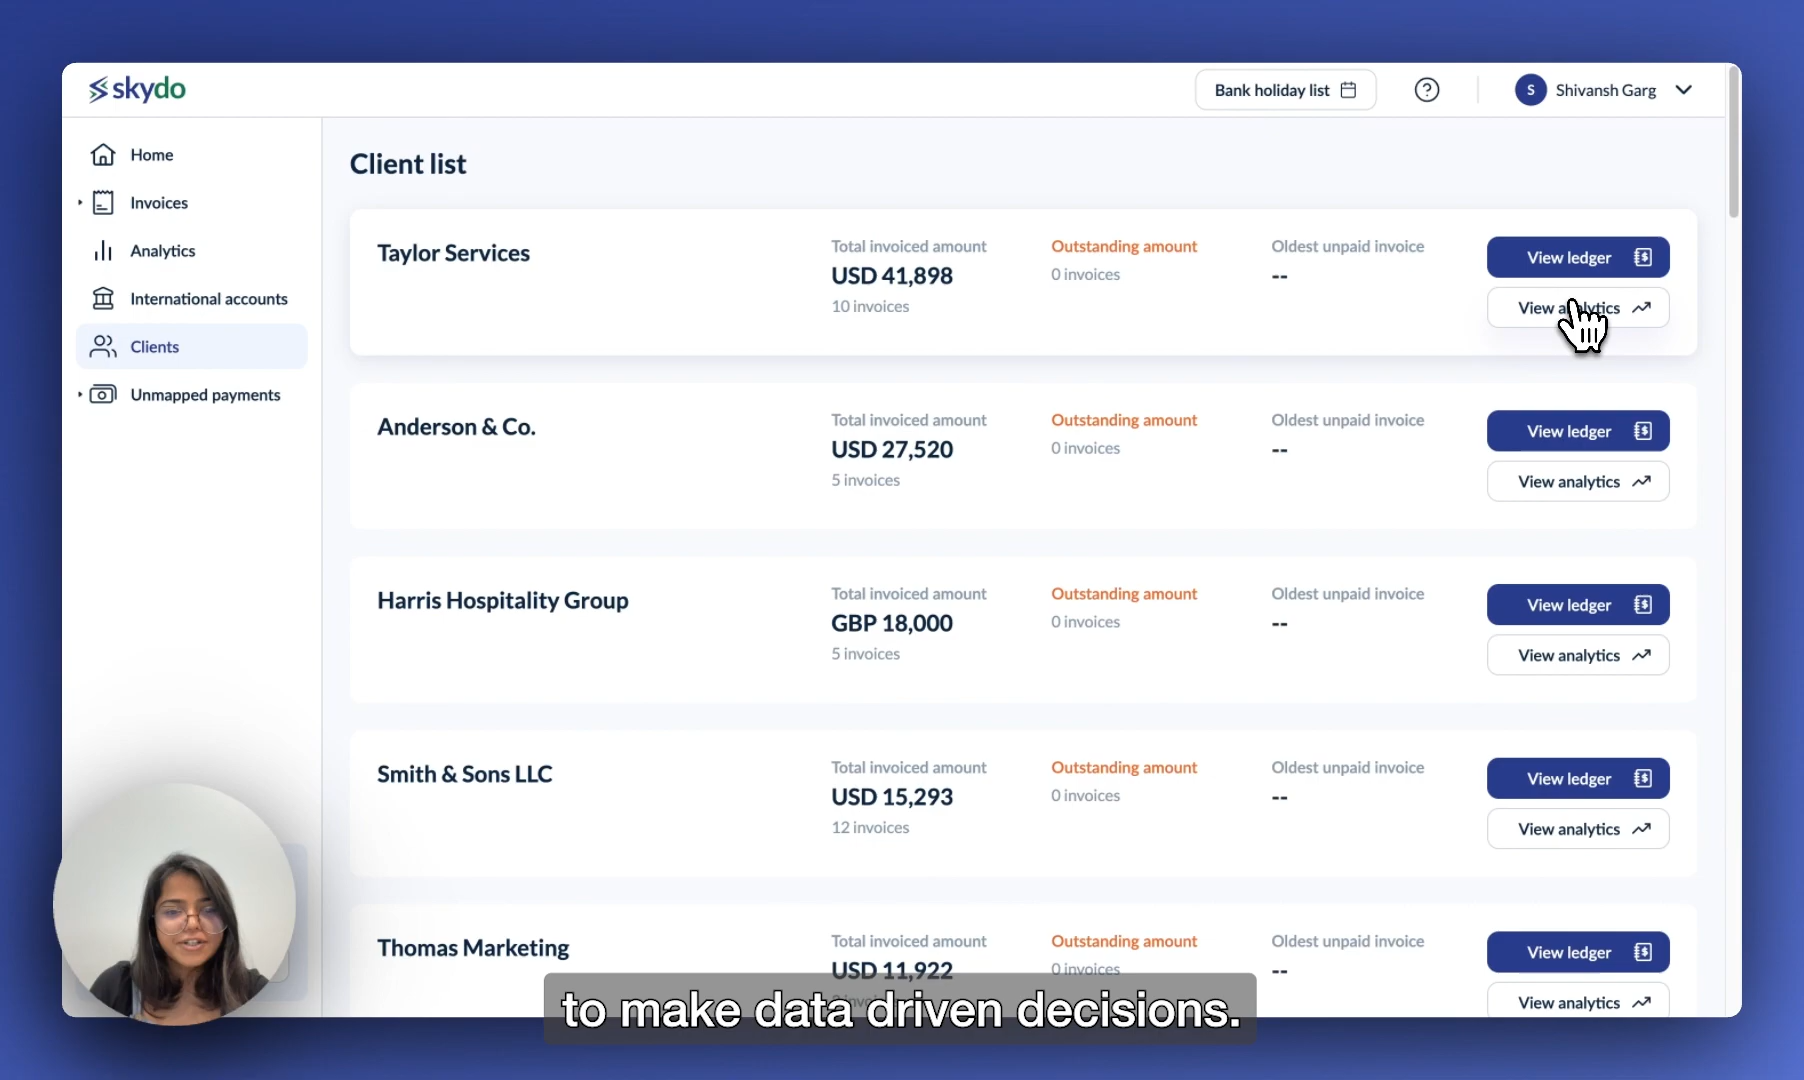 skydo
Bank holiday list
?
S
Shivansh Garg
Home
Invoices
Analytics
International accounts
Clients
Unmapped payments
Client list
Taylor Services
Total invoiced amount
USD 41,898
10 invoices
Outstanding amount
0 invoices
Oldest unpaid invoice
--
View ledger
View analytics
Anderson & Co.
Total invoiced amount
USD 27,520
5 invoices
Outstanding amount
0 invoices
Oldest unpaid invoice
--
View ledger
View analytics
Harris Hospitality Group
Total invoiced amount
GBP 18,000
5 invoices
Outstanding amount
0 invoices
Oldest unpaid invoice
--
View ledger
View analytics
Smith & Sons LLC
Total invoiced amount
USD 15,293
12 invoices
Outstanding amount
0 invoices
Oldest unpaid invoice
--
View ledger
View analytics
Thomas Marketing
Total invoiced amount
USD 11,922
Outstanding amount
0 invoices
Oldest unpaid invoice
--
View ledger
View analytics
to make data driven decisions.